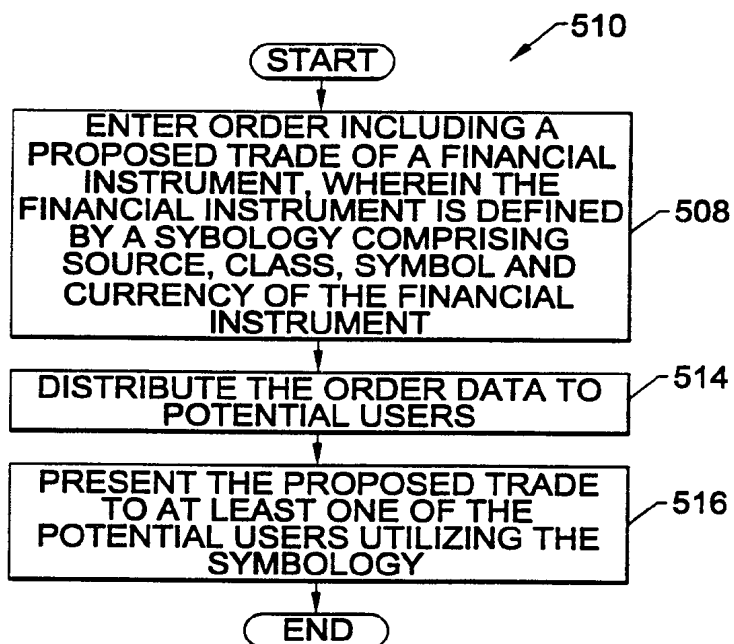 510
START
ENTER ORDER INCLUDING A
PROPOSED TRADE OF A FINANCIAL
INSTRUMENT, WHEREIN THE
FINANCIAL INSTRUMENT IS DEFINED
BY A SYBOLOGY COMPRISING
SOURCE, CLASS, SYMBOL AND
CURRENCY OF THE FINANCIAL
INSTRUMENT
508
DISTRIBUTE THE ORDER DATA TO
POTENTIAL USERS
514
PRESENT THE PROPOSED TRADE
TO AT LEAST ONE OF THE
POTENTIAL USERS UTILIZING THE
SYMBOLOGY
516
END